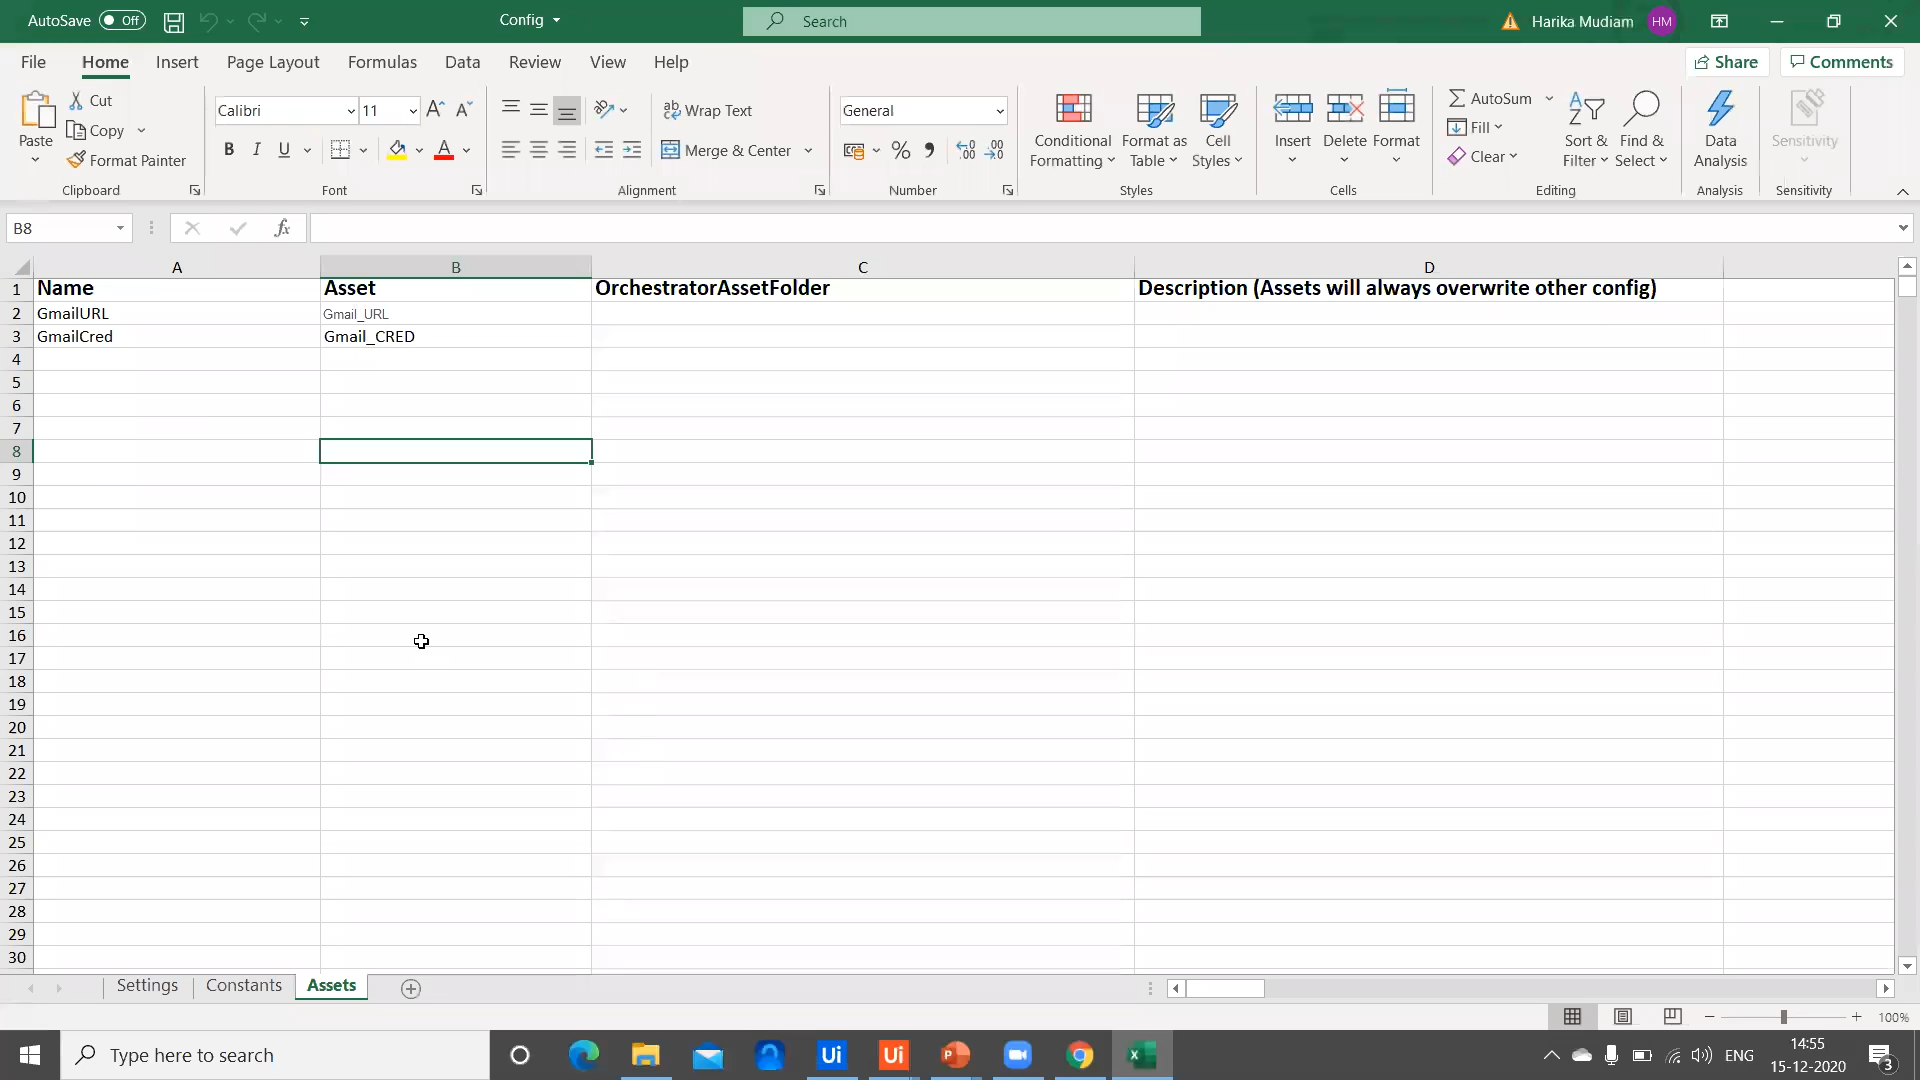 AutoSave Off Config Search Harika Mudiam HM
File Home Insert Page Layout Formulas Data Review View Help Share Comments
Paste Cut Copy Format Painter Clipboard
Calibri 11 B I U A Font
Wrap Text Merge & Center Alignment
General % Number
Conditional Formatting Format as Table Cell Styles Styles
Insert Delete Format Cells
AutoSum Fill Clear Sort & Filter Find & Select Editing
Data Analysis Analysis
Sensitivity Sensitivity
B8 fx
A B C D
1 Name Asset OrchestratorAssetFolder Description (Assets will always overwrite other config)
2 GmailURL Gmail_URL
3 GmailCred Gmail_CRED
4
5
6
7
8
9
10
11
12
13
14
15
16
17
18
19
20
21
22
23
24
25
26
27
28
29
30
Settings Constants Assets
100%
Type here to search Ui Ui ENG 14:55
15-12-2020 3